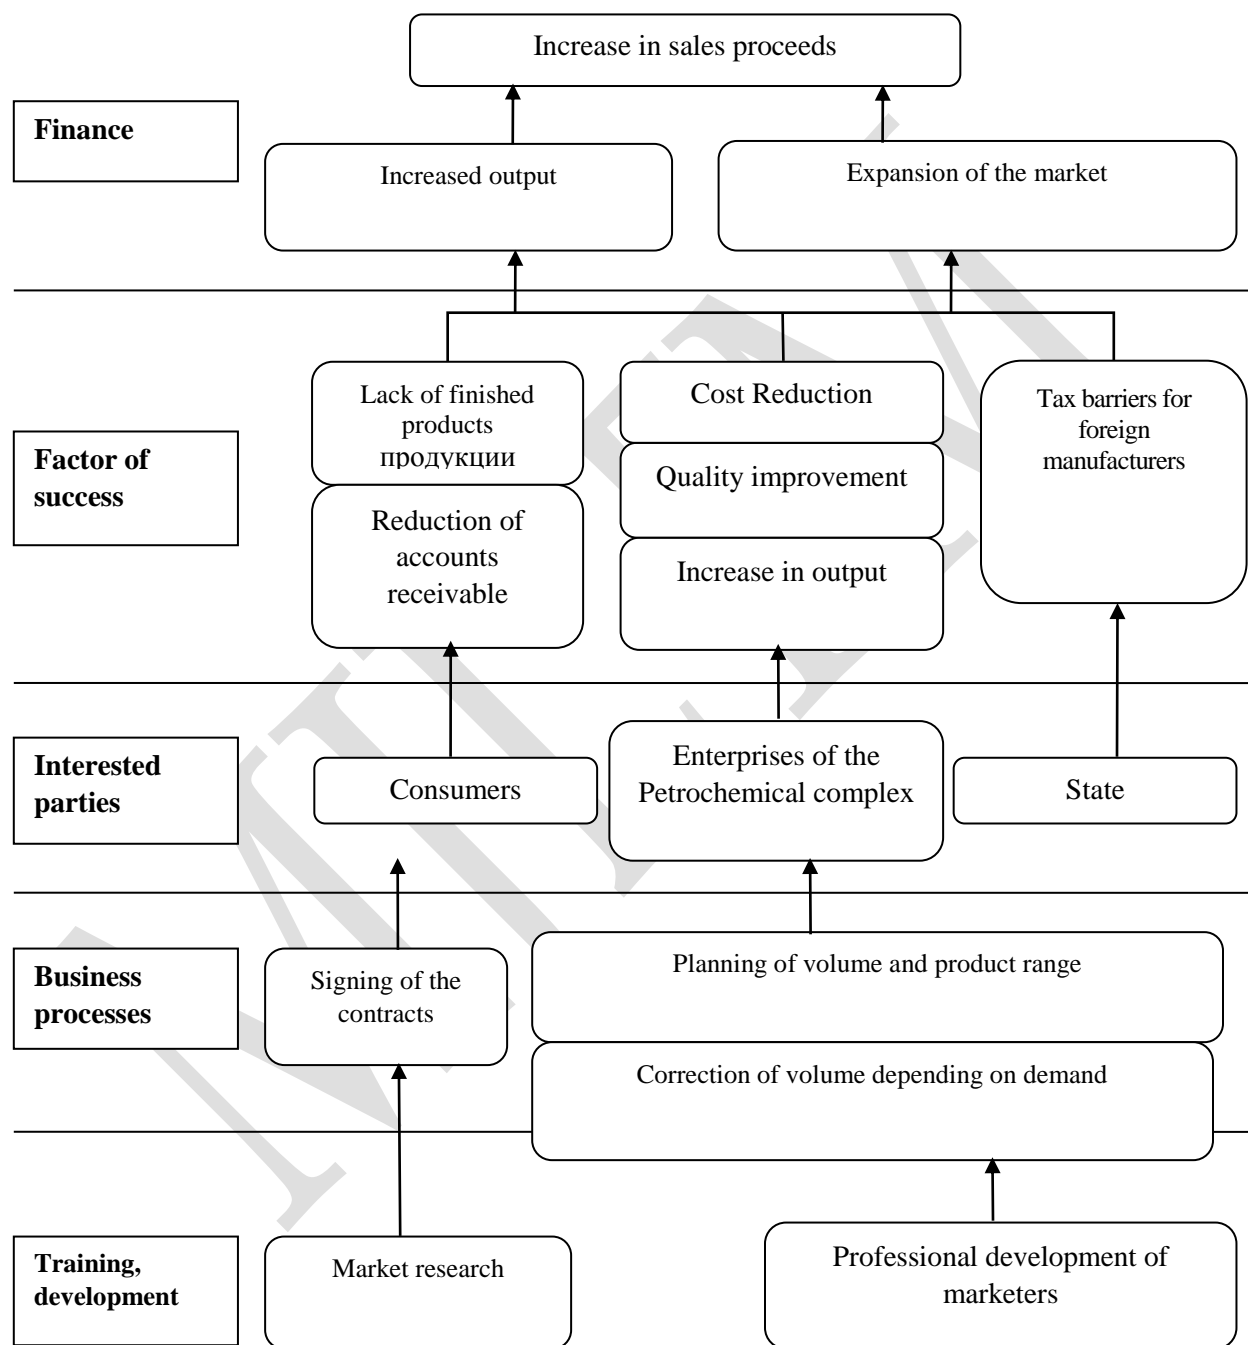 Increase in sales proceeds
Finance
Increased output
Expansion of the market
Factor of
success
Lack of finished
products
продукции
Reduction of
accounts
receivable
Cost Reduction
Quality improvement
Increase in output
Tax barriers for
foreign
manufacturers
Interested
parties
Consumers
Enterprises of the
Petrochemical complex
State
Business
processes
Signing of the
contracts
Planning of volume and product range
Correction of volume depending on demand
Training,
development
Market research
Professional development of
marketers